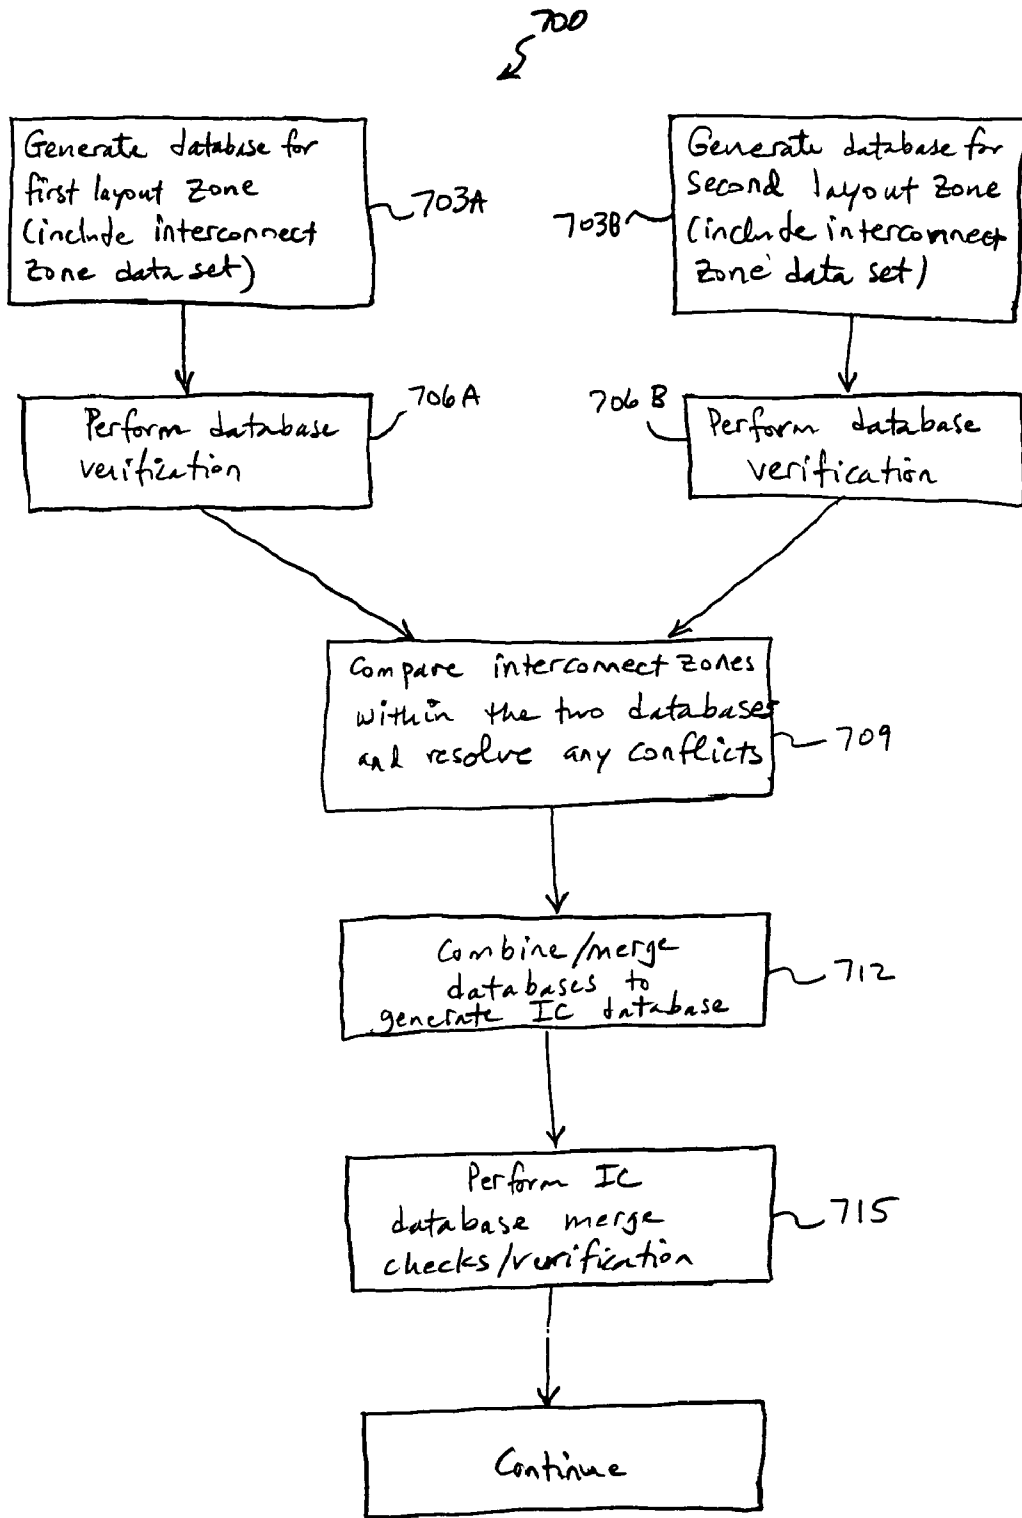 700
Generate database for
first layout zone
(include interconnect
zone data set)
703A
703B
Generate database for
second layout zone
(include interconnect
zone data set)
Perform database
verification
706A
706B
Perform database
verification
Compare interconnect zones
within the two databases
and resolve any conflicts
709
Combine/merge
databases to
generate IC database
712
Perform IC
database merge
checks/verification
715
Continue